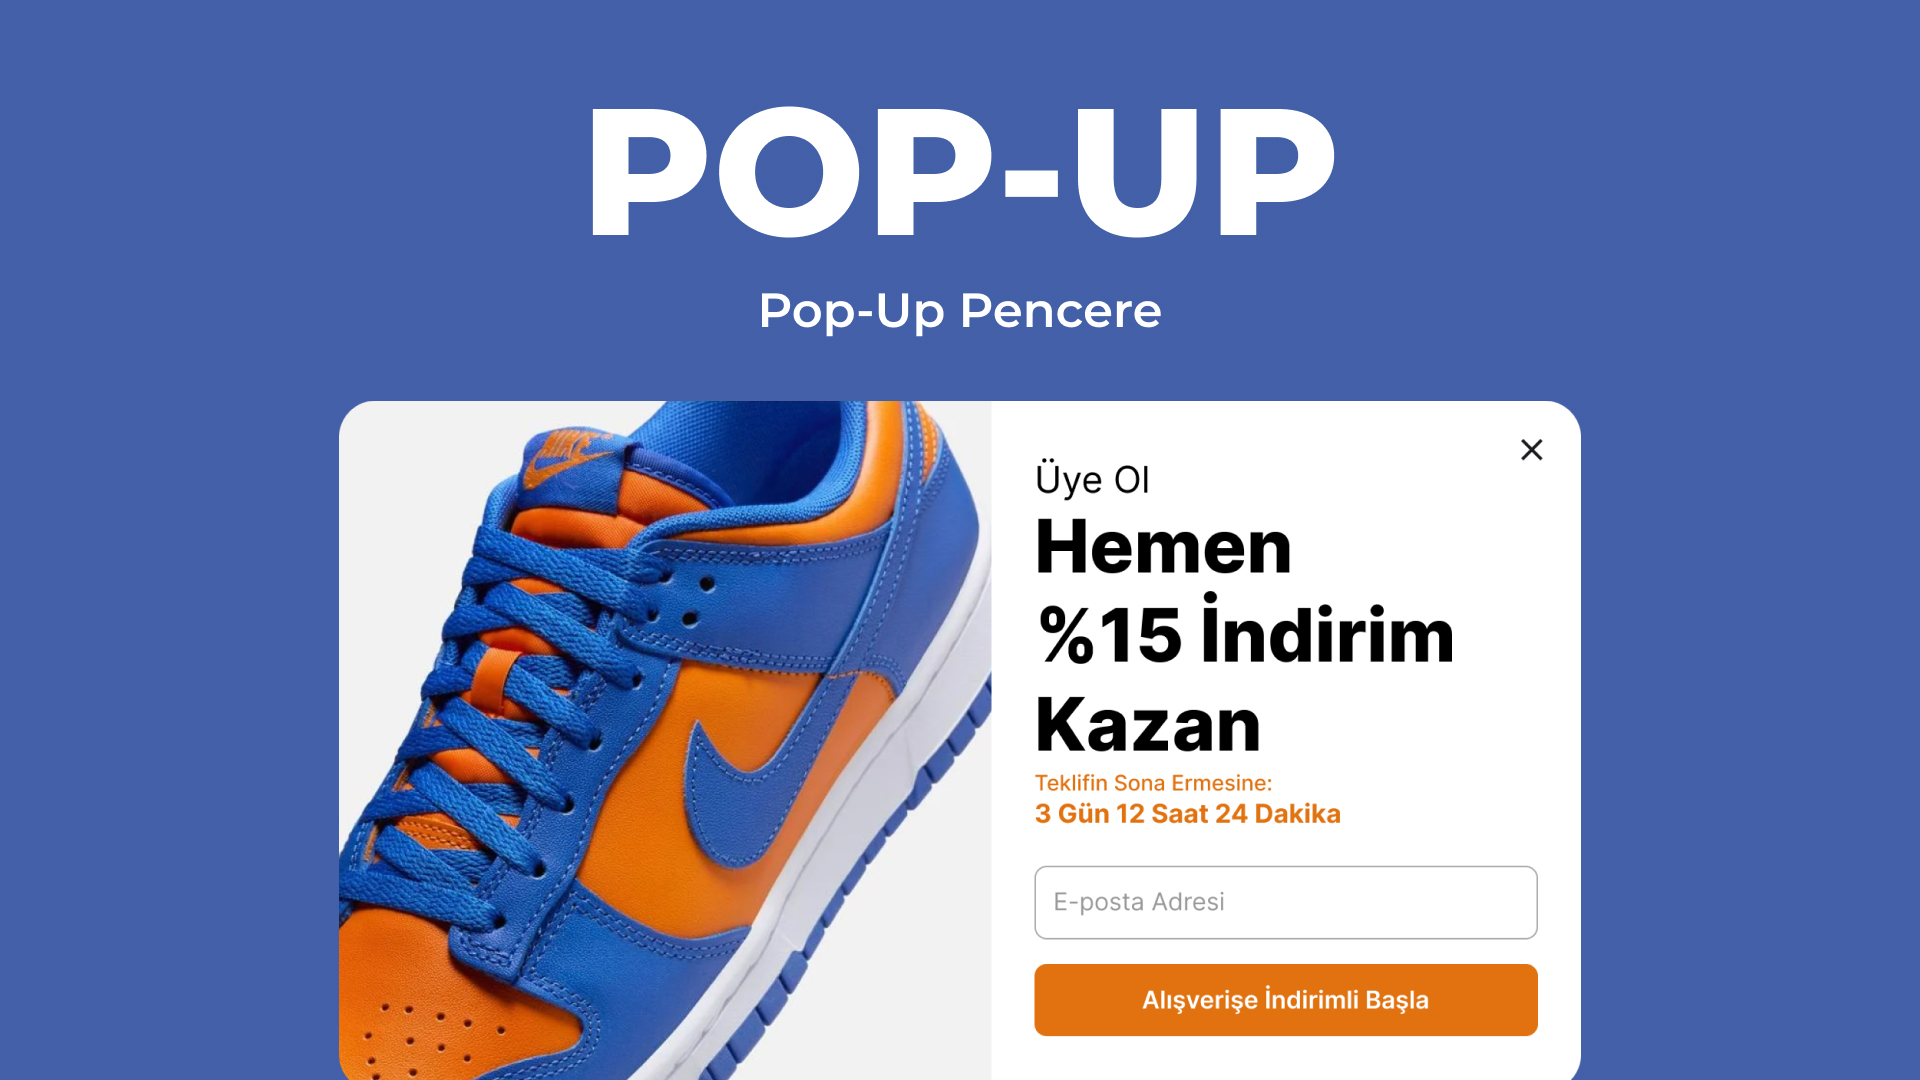 POP-UP
Pop-Up Pencere
NIKE
Üye Ol
Hemen
%15 İndirim
Kazan
Teklifin Sona Ermesine:
3 Gün 12 Saat 24 Dakika
E-posta Adresi
Alışverişe İndirimli Başla